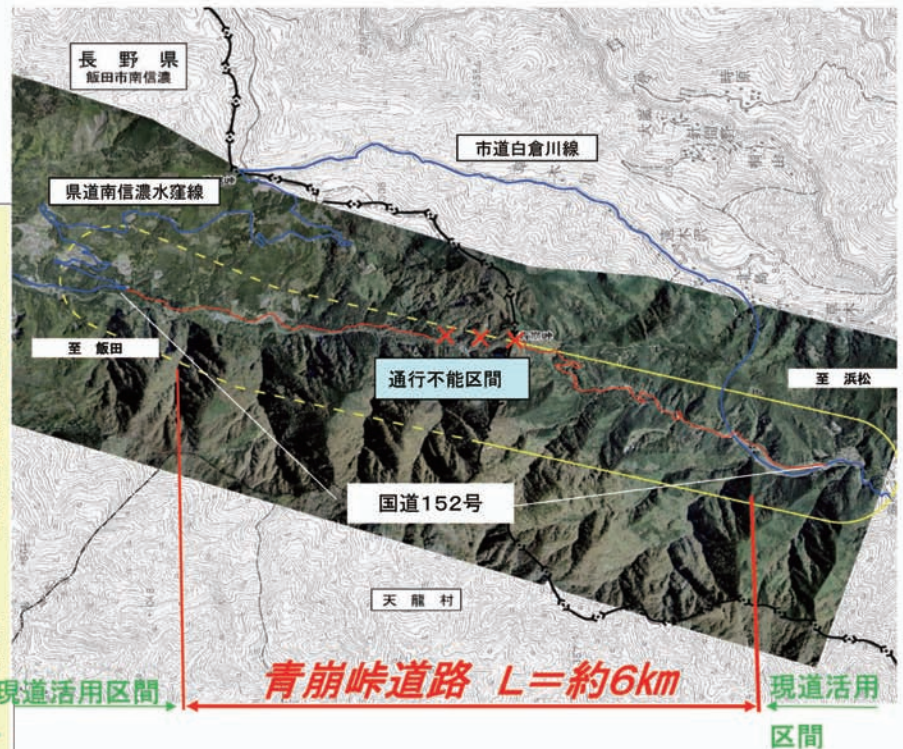 長野県
飯田市南信濃
市道白倉川線
県道南信濃水窪線
至 飯田
通行不能区間
至 浜松
国道152号
天龍村
青崩峠道路 L=約6km
現道活用区間
現道活用
区間